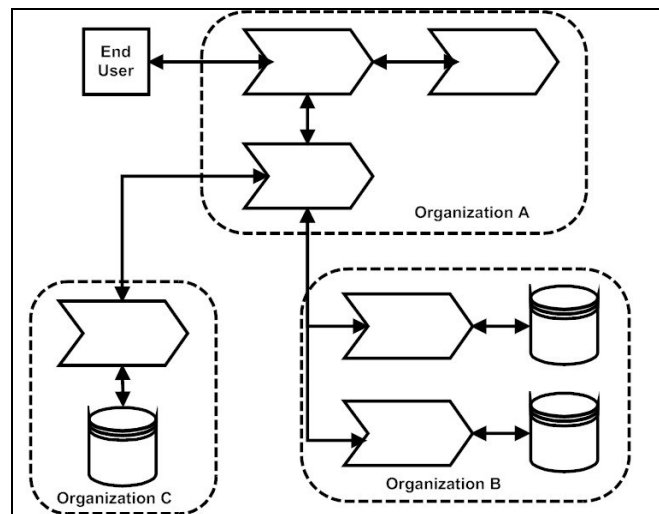 End
User
Organization A
Organization B
Organization C